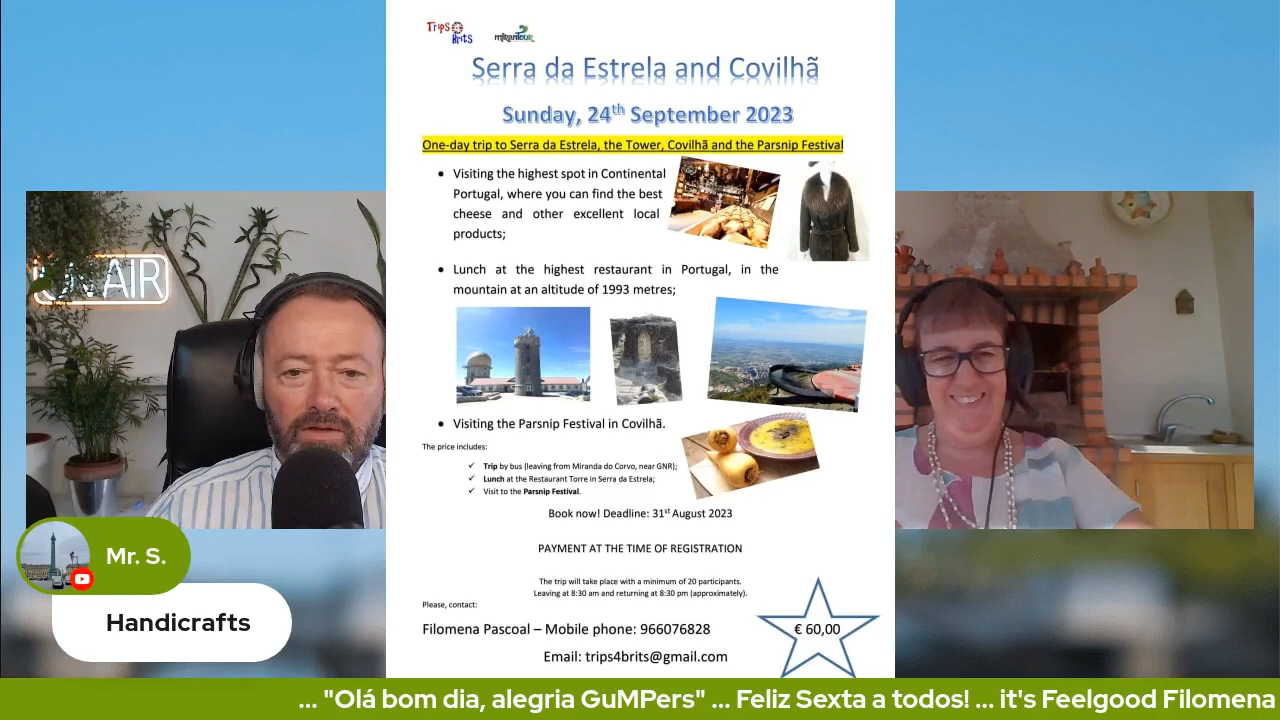 Trips
Brits
mirantour
Serra da Estrela and Covilhã
Sunday, 24th September 2023
One-day trip to Serra da Estrela, the Tower, Covilhã and the Parsnip Festival
• Visiting the highest spot in Continental
Portugal, where you can find the best
cheese and other excellent local
products;
• Lunch at the highest restaurant in Portugal, in the
mountain at an altitude of 1993 metres;
• Visiting the Parsnip Festival in Covilhã.
The price includes:
✓ Trip by bus (leaving from Miranda do Corvo, near GNR);
✓ Lunch at the Restaurant Torre in Serra da Estrela;
✓ Visit to the Parsnip Festival.
Book now! Deadline: 31st August 2023
PAYMENT AT THE TIME OF REGISTRATION
The trip will take place with a minimum of 20 participants.
Leaving at 8:30 am and returning at 8:30 pm (approximately).
Please, contact:
Filomena Pascoal – Mobile phone: 966076828
€ 60,00
Email: trips4brits@gmail.com
ON AIR
Mr. S.
Handicrafts
... "Olá bom dia, alegria GuMPers" ... Feliz Sexta a todos! ... it's Feelgood Filomena